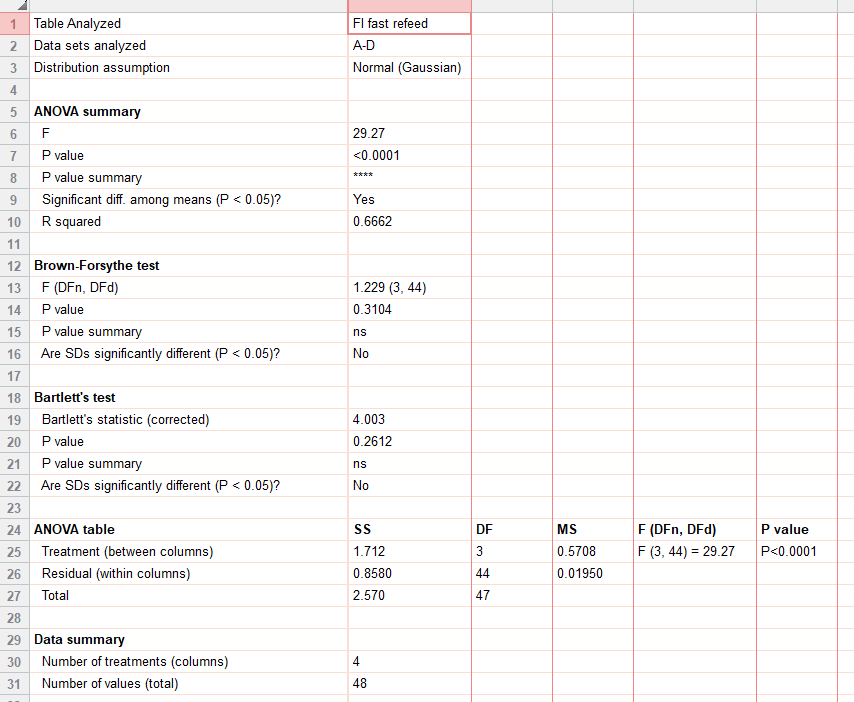 1 Table Analyzed FI fast refeed
2 Data sets analyzed A-D
3 Distribution assumption Normal (Gaussian)
4
5 ANOVA summary
6 F 29.27
7 P value <0.0001
8 P value summary ****
9 Significant diff. among means (P < 0.05)? Yes
10 R squared 0.6662
11
12 Brown-Forsythe test
13 F (DFn, DFd) 1.229 (3, 44)
14 P value 0.3104
15 P value summary ns
16 Are SDs significantly different (P < 0.05)? No
17
18 Bartlett's test
19 Bartlett's statistic (corrected) 4.003
20 P value 0.2612
21 P value summary ns
22 Are SDs significantly different (P < 0.05)? No
23
24 ANOVA table SS DF MS F (DFn, DFd) P value
25 Treatment (between columns) 1.712 3 0.5708 F (3, 44) = 29.27 P<0.0001
26 Residual (within columns) 0.8580 44 0.01950
27 Total 2.570 47
28
29 Data summary
30 Number of treatments (columns) 4
31 Number of values (total) 48